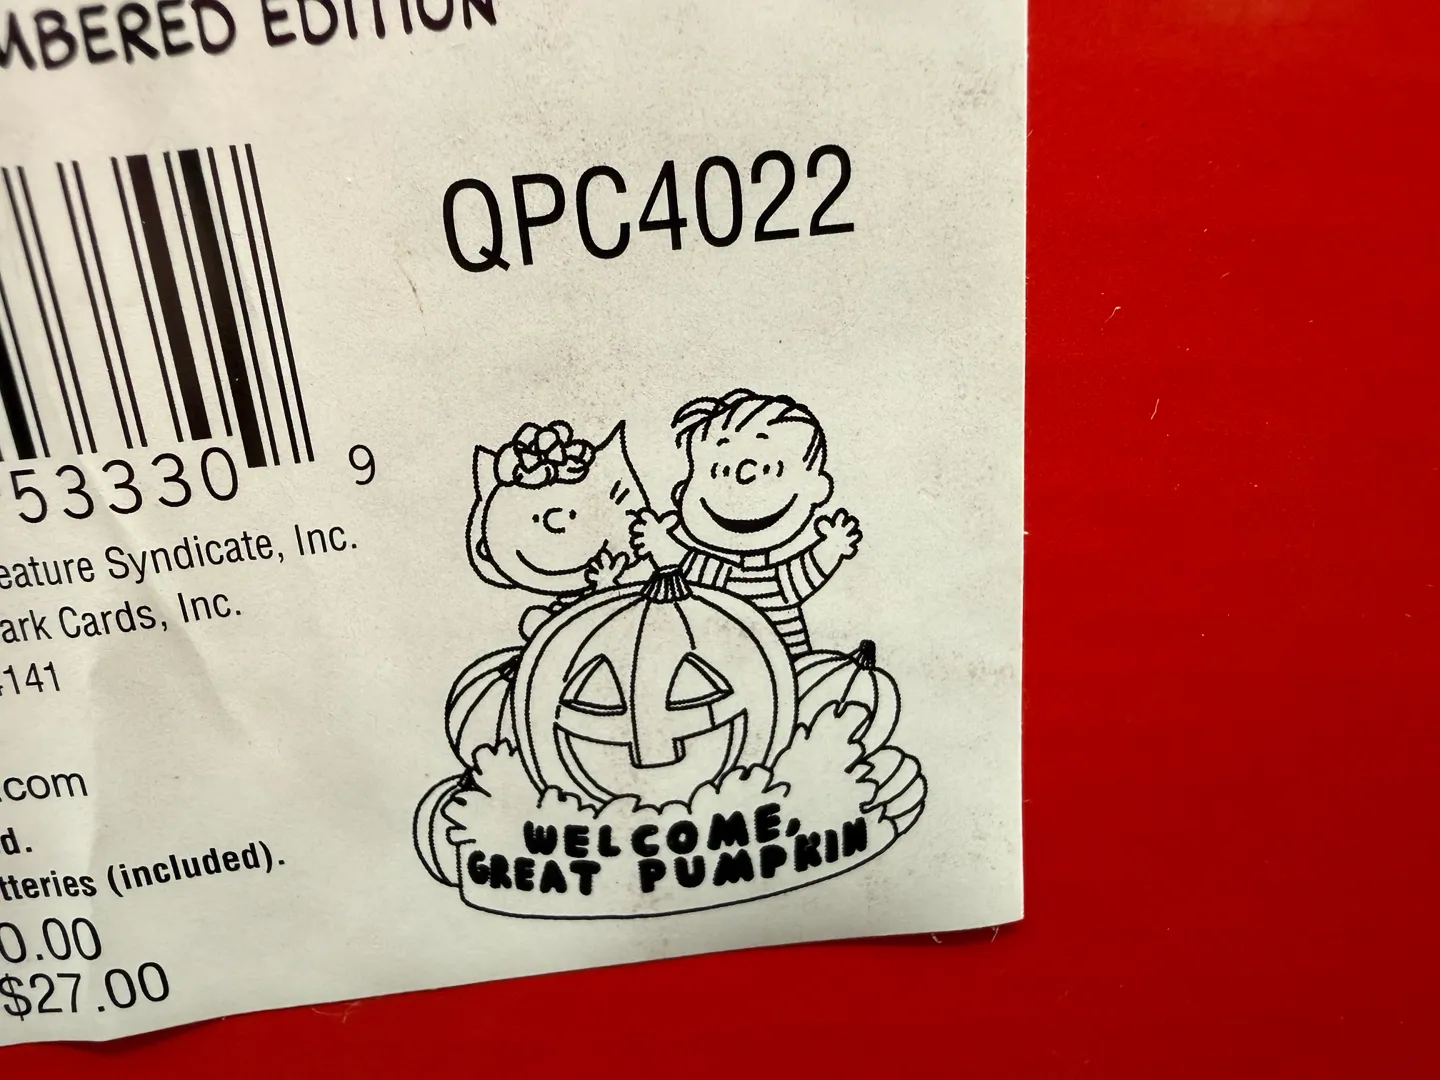 MBERED EDITION
QPC4022
53330 9
eature Syndicate, Inc.
ark Cards, Inc.
4141
.com
d.
tteries (included).
0.00
$27.00
WELCOME,
GREAT PUMPKIN